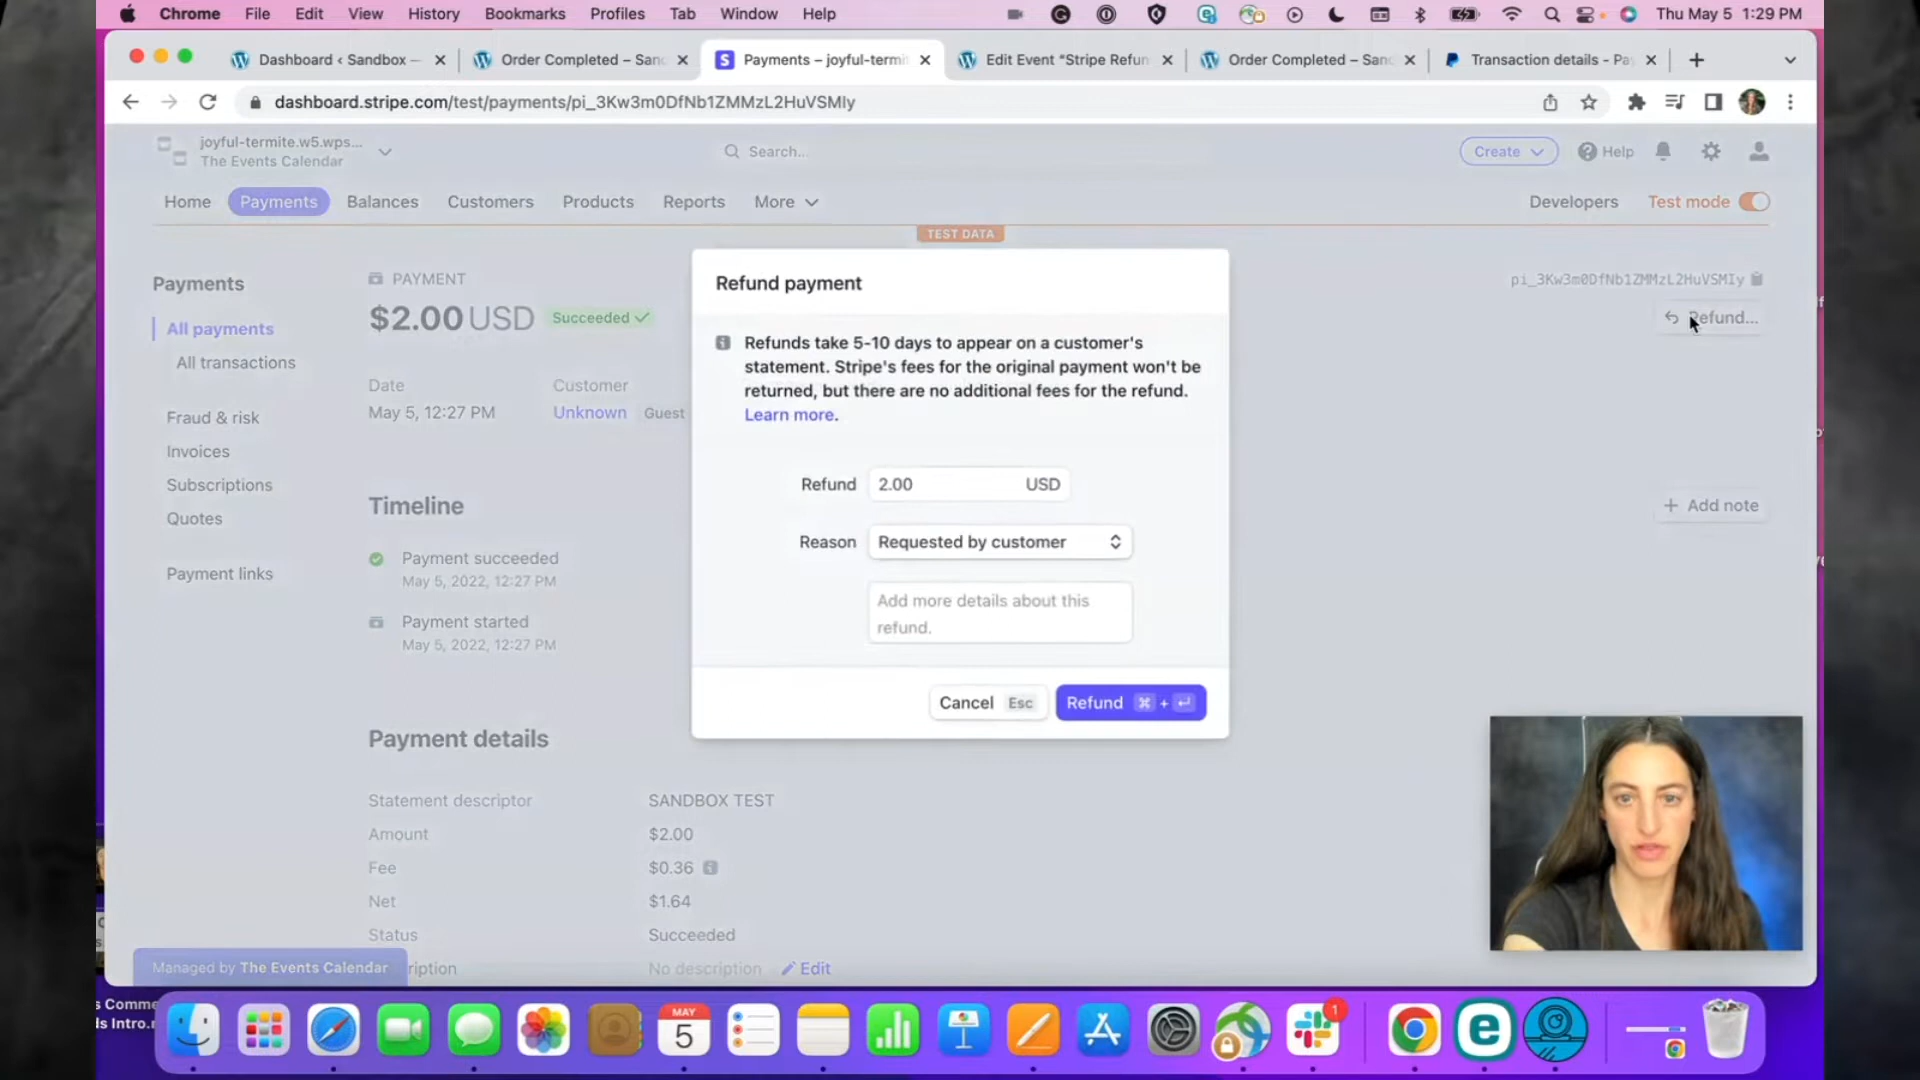 Chrome File Edit View History Bookmarks Profiles Tab Window Help Thu May 5 1:29 PM
Dashboard ‹ Sandbox — Order Completed – San Payments – joyful-termi Edit Event "Stripe Refun Order Completed – San Transaction details - Pa
dashboard.stripe.com/test/payments/pi_3Kw3m0DfNb1ZMMzL2HuVSMIy
joyful-termite.w5.wps...
The Events Calendar
Search...
Create Help
Home Payments Balances Customers Products Reports More Developers Test mode
TEST DATA
Payments
All payments
All transactions
Fraud & risk
Invoices
Subscriptions
Quotes
Payment links
PAYMENT
pi_3Kw3m0DfNb1ZMMzL2HuVSMIy
$2.00 USD Succeeded
Refund...
Date
May 5, 12:27 PM
Customer
Unknown Guest
Timeline
+ Add note
Payment succeeded
May 5, 2022, 12:27 PM
Payment started
May 5, 2022, 12:27 PM
Refund payment
Refunds take 5-10 days to appear on a customer's
statement. Stripe's fees for the original payment won't be
returned, but there are no additional fees for the refund.
Learn more.
Refund 2.00 USD
Reason Requested by customer
Add more details about this
refund.
Cancel Esc Refund ⌘ + ↵
Payment details
Statement descriptor SANDBOX TEST
Amount $2.00
Fee $0.36
Net $1.64
Status Succeeded
ription No description Edit
Managed by The Events Calendar
s Comme
ds Intro.r
MAY
5
1